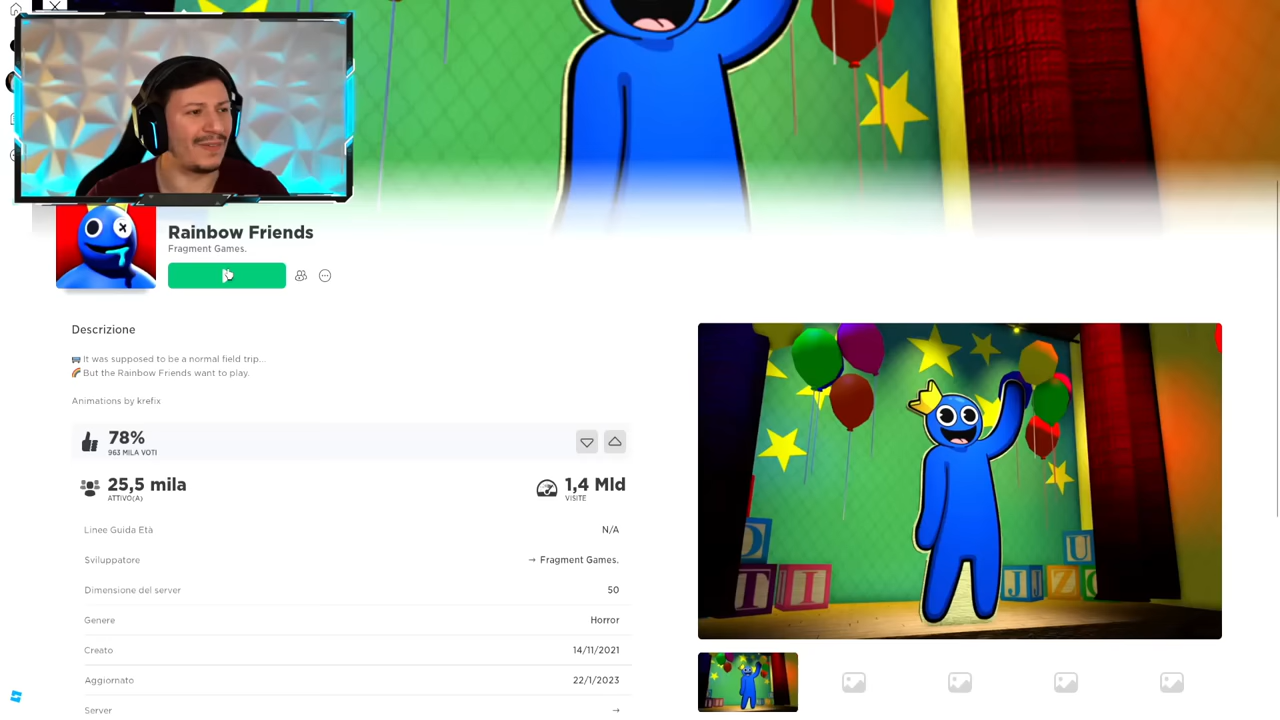 Rainbow Friends
Fragment Games.
Descrizione
It was supposed to be a normal field trip...
But the Rainbow Friends want to play.
Animations by krefix
78%
963 MILA VOTI
25,5 mila
ATTIVO(A)
1,4 Mld
VISITE
Linee Guida Età N/A
Sviluppatore → Fragment Games.
Dimensione del server 50
Genere Horror
Creato 14/11/2021
Aggiornato 22/1/2023
Server →
D
T I
U
J Z C